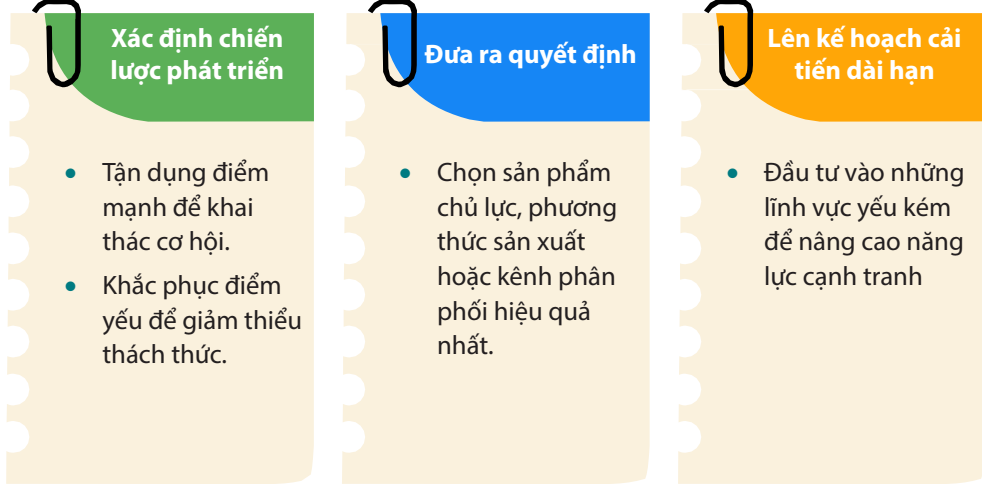 Xác định chiến
lược phát triển
• Tận dụng điểm
mạnh để khai
thác cơ hội.
• Khắc phục điểm
yếu để giảm thiểu
thách thức.
Đưa ra quyết định
• Chọn sản phẩm
chủ lực, phương
thức sản xuất
hoặc kênh phân
phối hiệu quả
nhất.
Lên kế hoạch cải
tiến dài hạn
• Đầu tư vào những
lĩnh vực yếu kém
để nâng cao năng
lực cạnh tranh